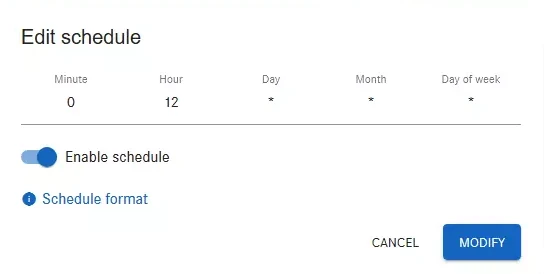 Edit schedule
Minute Hour Day Month Day of week
0 12 * * *
Enable schedule
Schedule format
CANCEL MODIFY